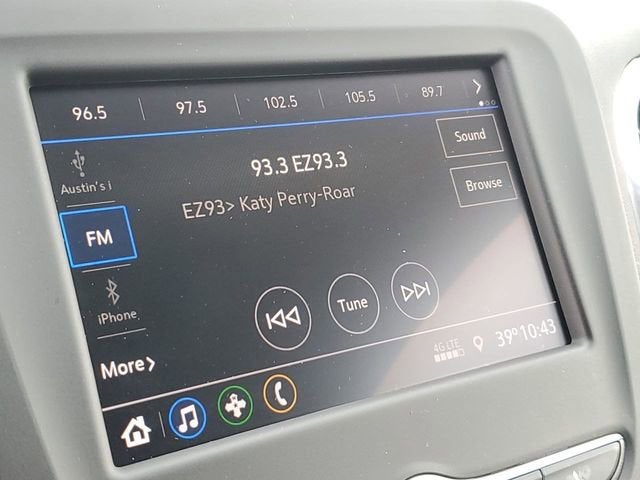 96.5 97.5 102.5 105.5 89.7 >
Austin's i
93.3 EZ93.3
Sound
EZ93> Katy Perry-Roar
Browse
FM
iPhone
Tune
More>
4G LTE
39° 10:43